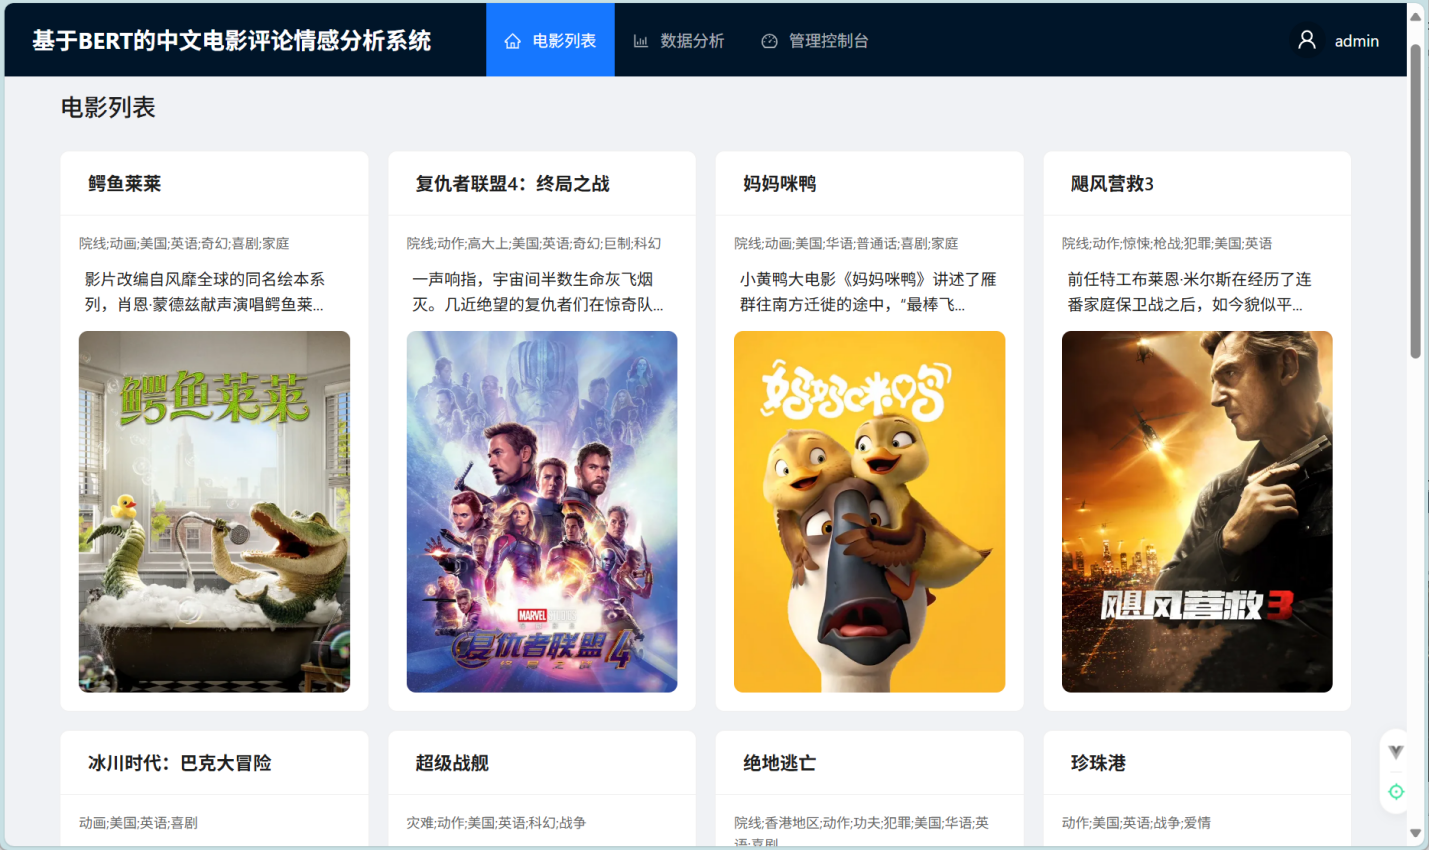 基于BERT的中文电影评论情感分析系统
电影列表
数据分析
管理控制台
admin
电影列表
鳄鱼莱莱
院线;动画;美国;英语;奇幻;喜剧;家庭
影片改编自风靡全球的同名绘本系
列，肖恩·蒙德兹献声演唱鳄鱼莱...
鳄鱼莱莱
复仇者联盟4：终局之战
院线;动作;高大上;美国;英语;奇幻;巨制;科幻
一声响指，宇宙间半数生命灰飞烟
灭。几近绝望的复仇者们在惊奇队...
MARVEL STUDIOS
复仇者联盟4
终局之战
妈妈咪鸭
院线;动画;美国;华语;普通话;喜剧;家庭
小黄鸭大电影《妈妈咪鸭》讲述了雁
群往南方迁徙的途中，“最棒飞...
妈妈咪鸭
飓风营救3
院线;动作;惊悚;枪战;犯罪;美国;英语
前任特工布莱恩·米尔斯在经历了连
番家庭保卫战之后，如今貌似平...
飓风营救3
冰川时代：巴克大冒险
动画;美国;英语;喜剧
超级战舰
灾难;动作;美国;英语;科幻;战争
绝地逃亡
院线;香港地区;动作;功夫;犯罪;美国;华语;英
语;喜剧
珍珠港
动作;美国;英语;战争;爱情